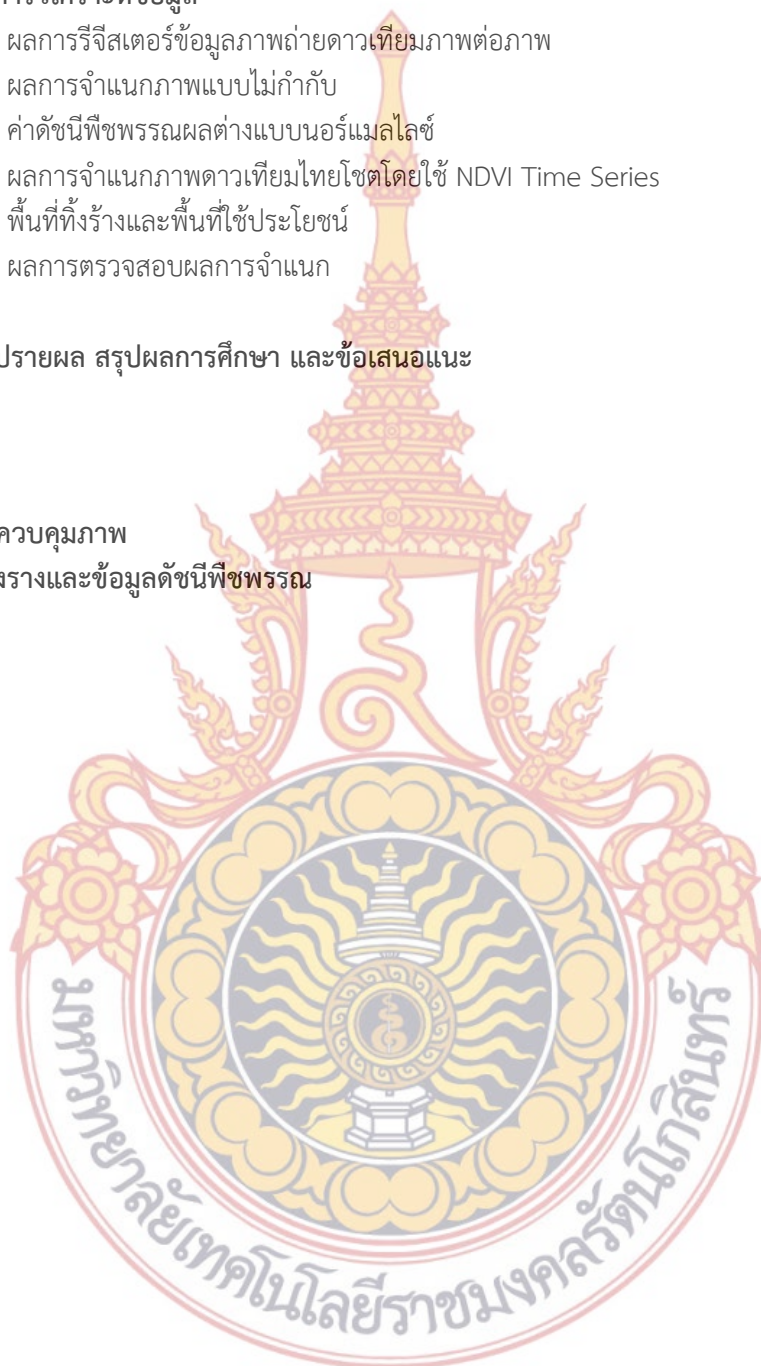 ผลการรีจีสเตอร์ข้อมูลภาพถ่ายดาวเทียมภาพต่อภาพ
ผลการจำแนกภาพแบบไม่กำกับ
ค่าดัชนีพืชพรรณผลต่างแบบนอร์แมลไลซ์
ผลการจำแนกภาพดาวเทียมไทยโชตโดยใช้ NDVI Time Series
พื้นที่ทิ้งร้างและพื้นที่ใช้ประโยชน์
ผลการตรวจสอบผลการจำแนก
ปรายผล สรุปผลการศึกษา และข้อเสนอแนะ
ควบคุมภาพ
งรางและข้อมูลดัชนีพืชพรรณ
มหาวิทยาลัยเทคโนโลยีราชมงคลรัตนโกสินทร์